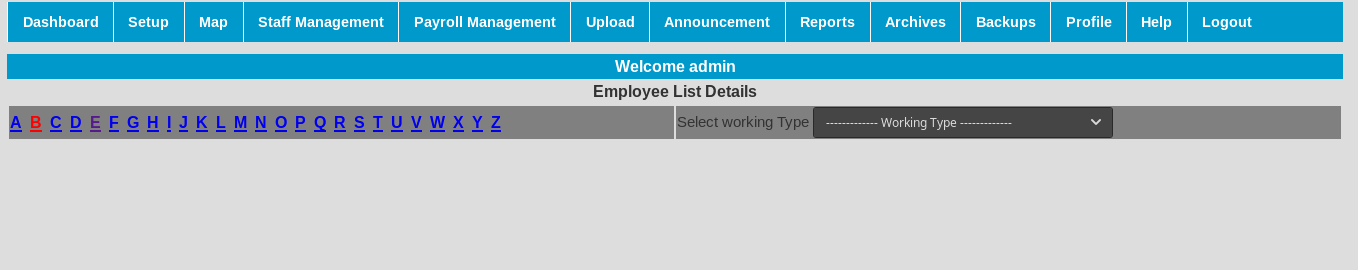 Dashboard Setup Map Staff Management Payroll Management Upload Announcement Reports Archives Backups Profile Help Logout
Welcome admin
Employee List Details
A B C D E F G H I J K L M N O P Q R S T U V W X Y Z Select working Type ------------- Working Type -------------